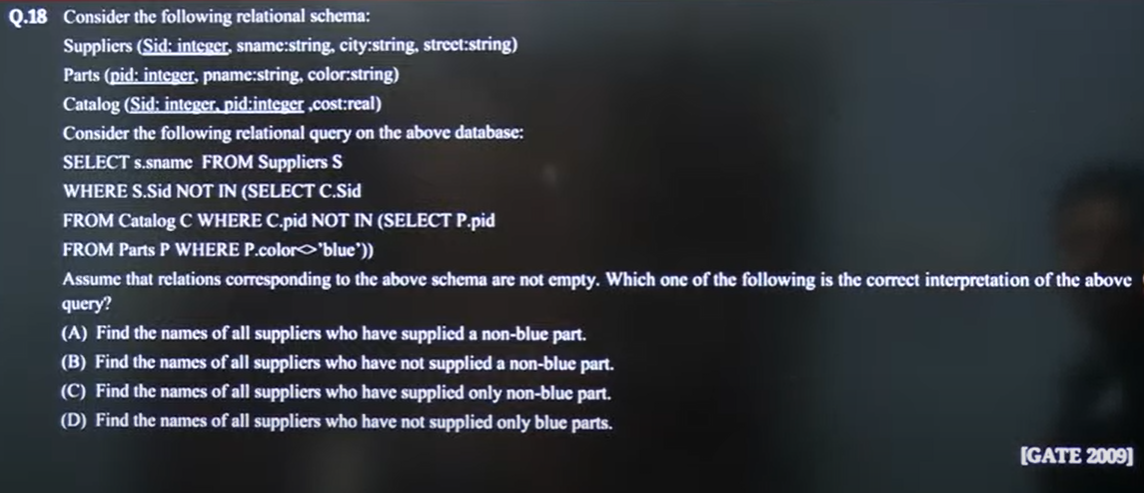 Q.18 Consider the following relational schema:
Suppliers (Sid: integer, sname:string, city:string, street:string)
Parts (pid: integer, pname:string, color:string)
Catalog (Sid: integer, pid:integer ,cost:real)
Consider the following relational query on the above database:
SELECT s.sname FROM Suppliers S
WHERE S.Sid NOT IN (SELECT C.Sid
FROM Catalog C WHERE C.pid NOT IN (SELECT P.pid
FROM Parts P WHERE P.color<>'blue'))
Assume that relations corresponding to the above schema are not empty. Which one of the following is the correct interpretation of the above
query?
(A) Find the names of all suppliers who have supplied a non-blue part.
(B) Find the names of all suppliers who have not supplied a non-blue part.
(C) Find the names of all suppliers who have supplied only non-blue part.
(D) Find the names of all suppliers who have not supplied only blue parts.
[GATE 2009]